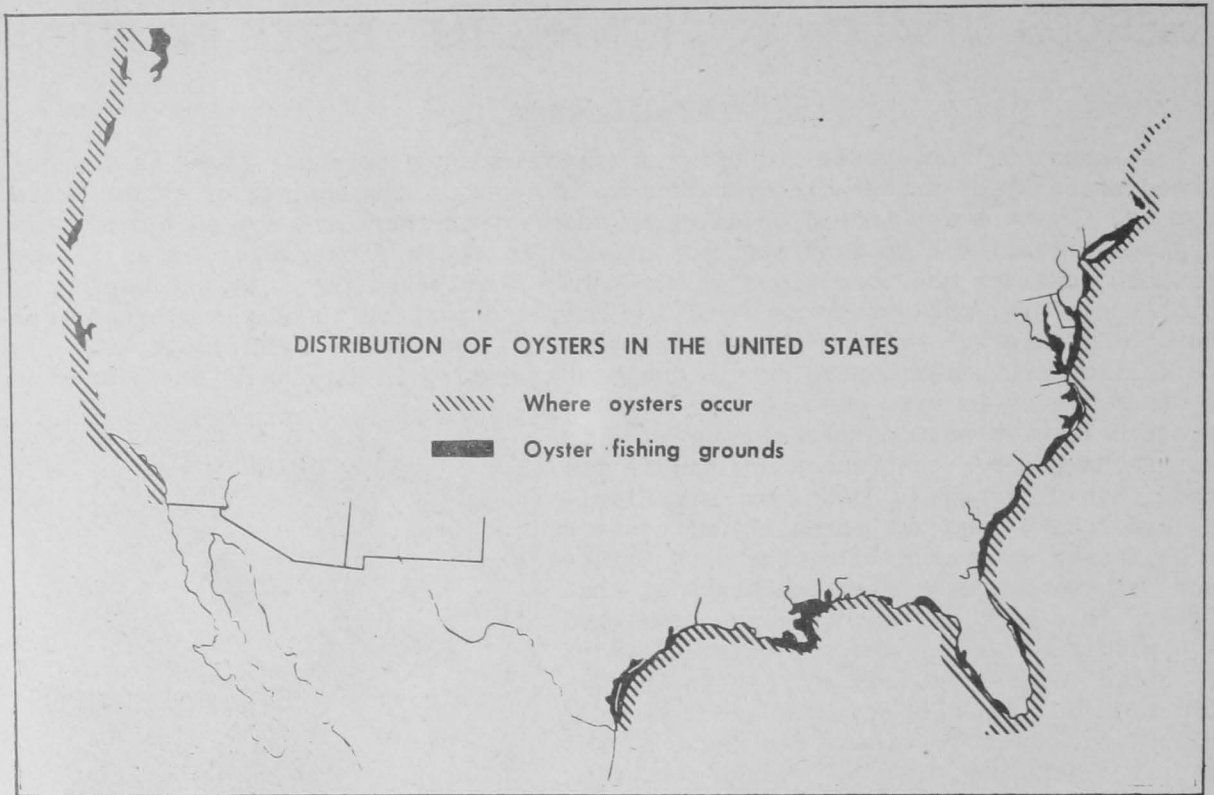 DISTRIBUTION OF OYSTERS IN THE UNITED STATES
Where oysters occur
Oyster fishing grounds